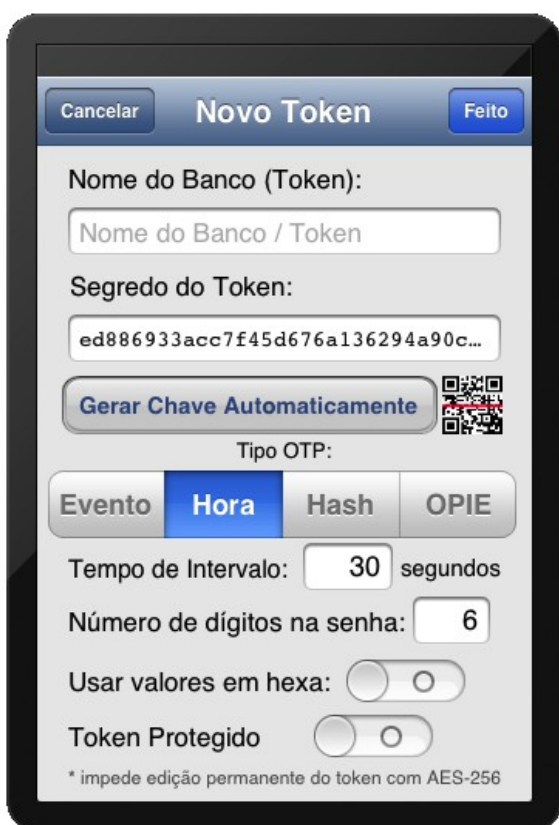 Cancelar Novo Token Feito
Nome do Banco (Token):
Nome do Banco / Token
Segredo do Token:
ed886933acc7f45d676a136294a90c…
Gerar Chave Automaticamente
Tipo OTP:
Evento Hora Hash OPIE
Tempo de Intervalo: 30 segundos
Número de dígitos na senha: 6
Usar valores em hexa:
Token Protegido
* impede edição permanente do token com AES-256